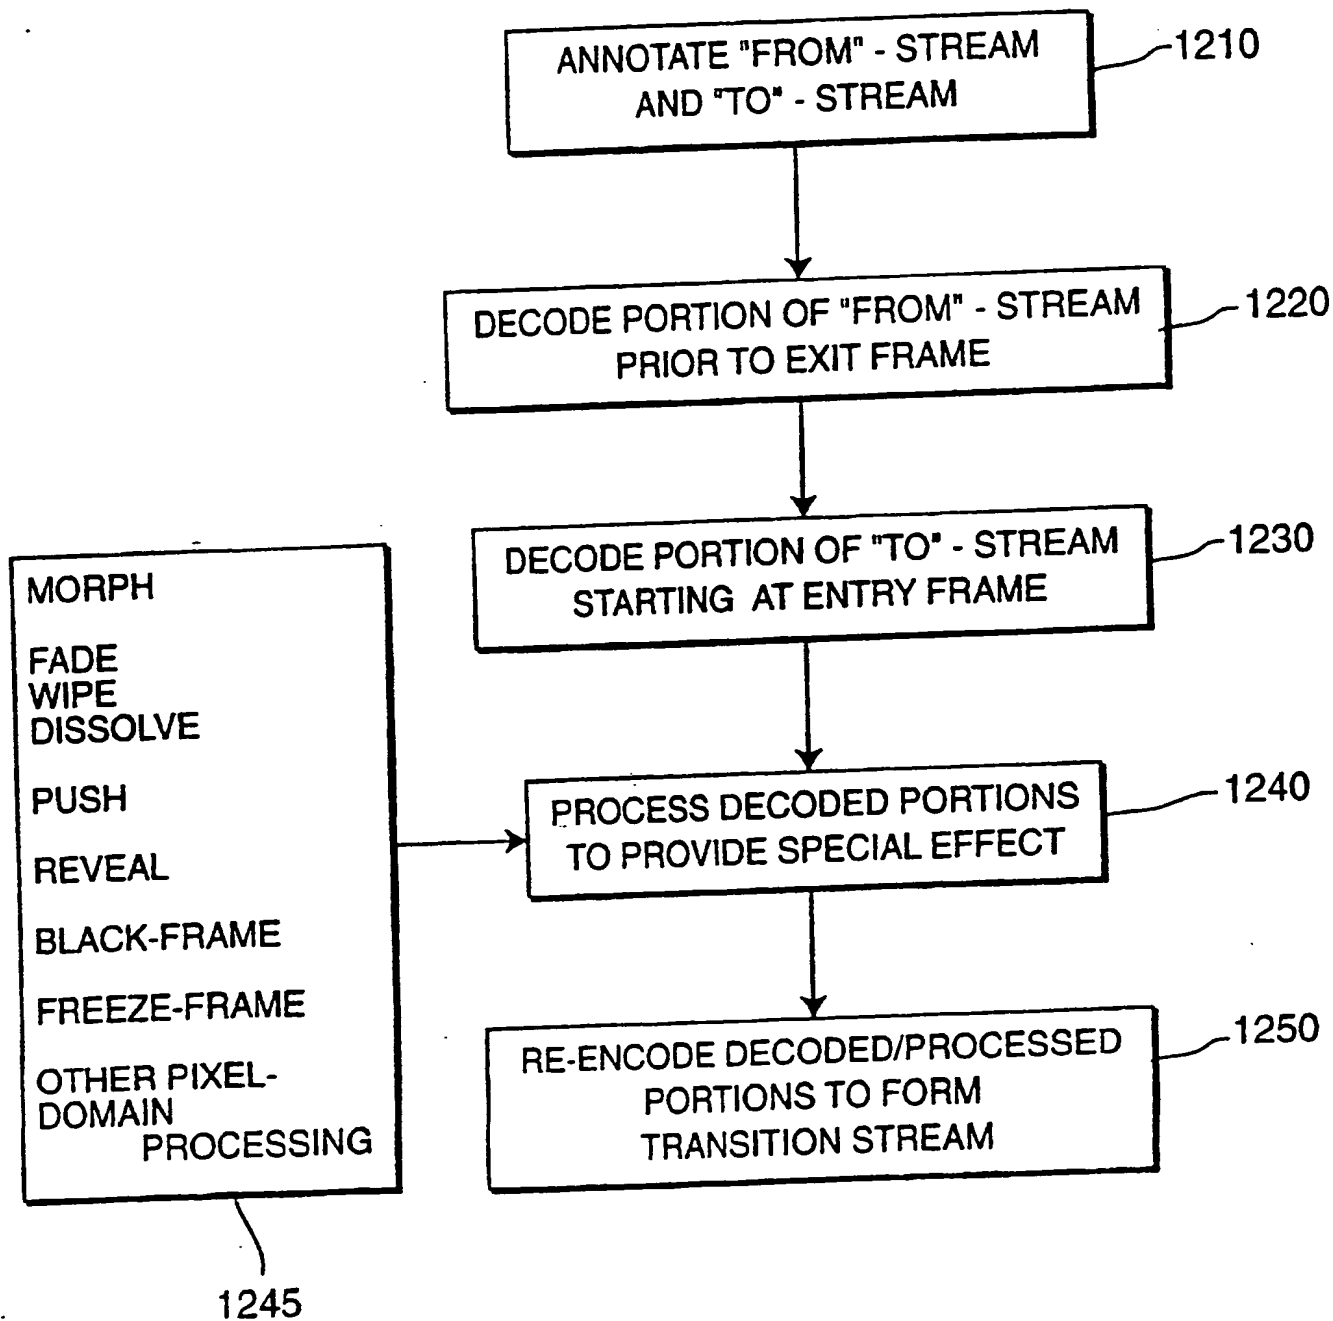 ANNOTATE "FROM" - STREAM
AND "TO" - STREAM
1210
DECODE PORTION OF "FROM" - STREAM
PRIOR TO EXIT FRAME
1220
DECODE PORTION OF "TO" - STREAM
STARTING AT ENTRY FRAME
1230
MORPH
FADE
WIPE
DISSOLVE
PUSH
REVEAL
BLACK-FRAME
FREEZE-FRAME
OTHER PIXEL-
DOMAIN
PROCESSING
1245
PROCESS DECODED PORTIONS
TO PROVIDE SPECIAL EFFECT
1240
RE-ENCODE DECODED/PROCESSED
PORTIONS TO FORM
TRANSITION STREAM
1250